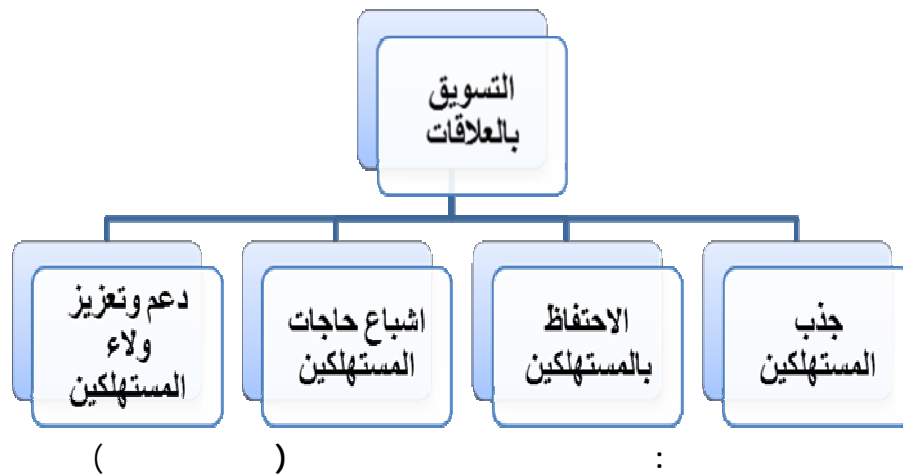 التسويق
بالعلاقات
جذب
المستهلكين
الاحتفاظ
بالمستهلكين
اشباع حاجات
المستهلكين
دعم وتعزيز
ولاء
المستهلكين
: ( )